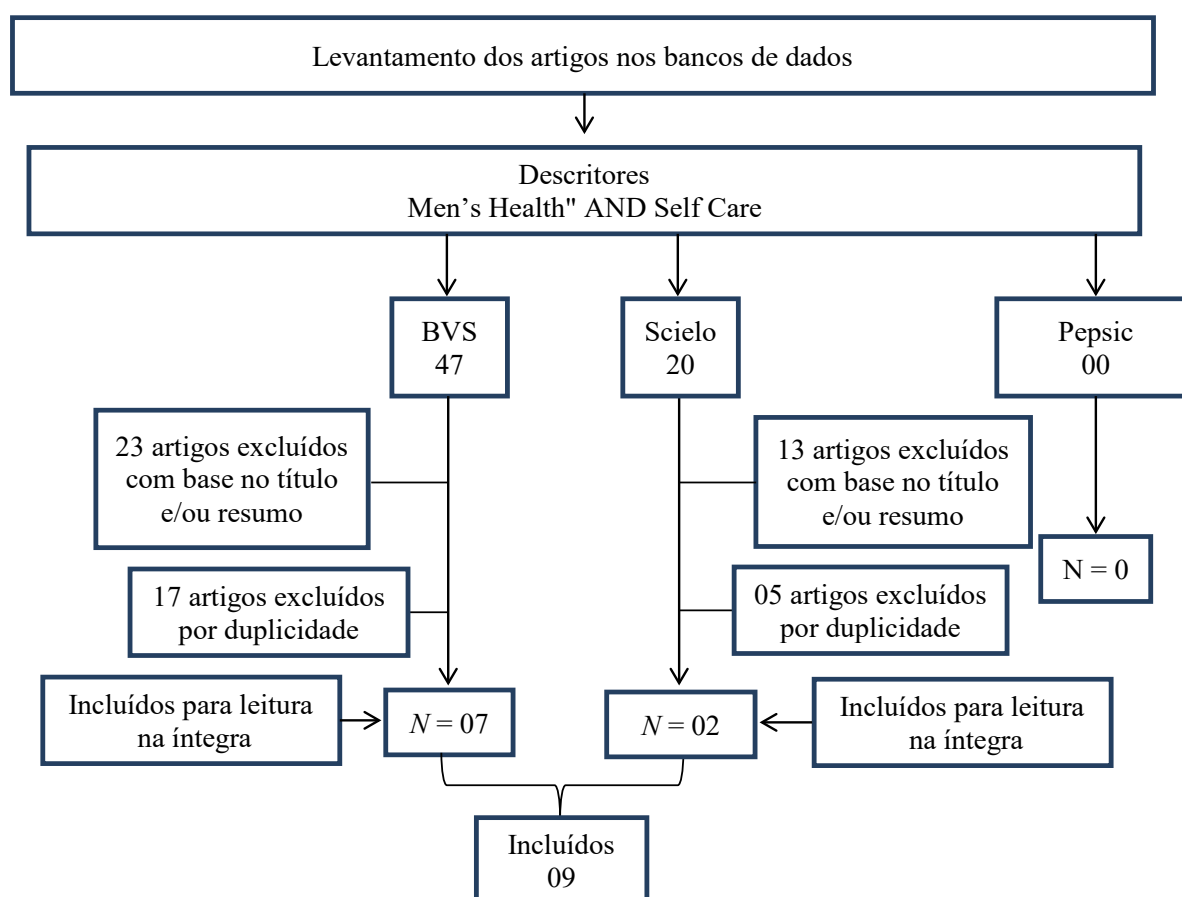 Levantamento dos artigos nos bancos de dados
Descritores
Men’s Health" AND Self Care
BVS
47
Scielo
20
Pepsic
00
23 artigos excluídos
com base no título
e/ou resumo
13 artigos excluídos
com base no título
e/ou resumo
N = 0
17 artigos excluídos
por duplicidade
05 artigos excluídos
por duplicidade
Incluídos para leitura
na íntegra
N = 07
N = 02
Incluídos para leitura
na íntegra
Incluídos
09